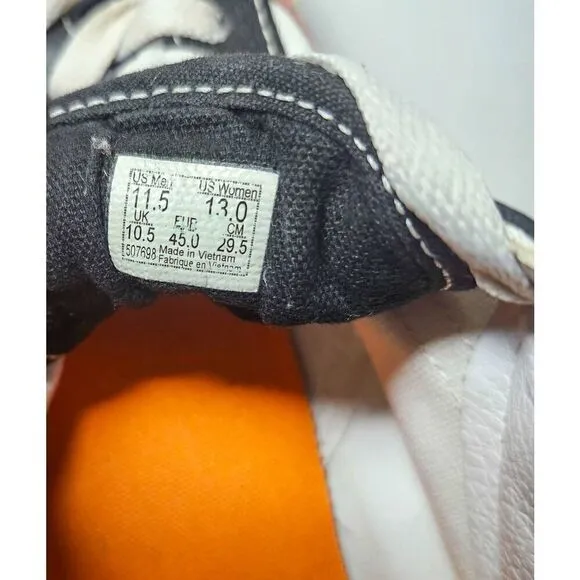 US Men US Women
11.5 13.0
UK EUR CM
10.5 45.0 29.5
507698 Made in Vietnam
Fabrique en Vietnam